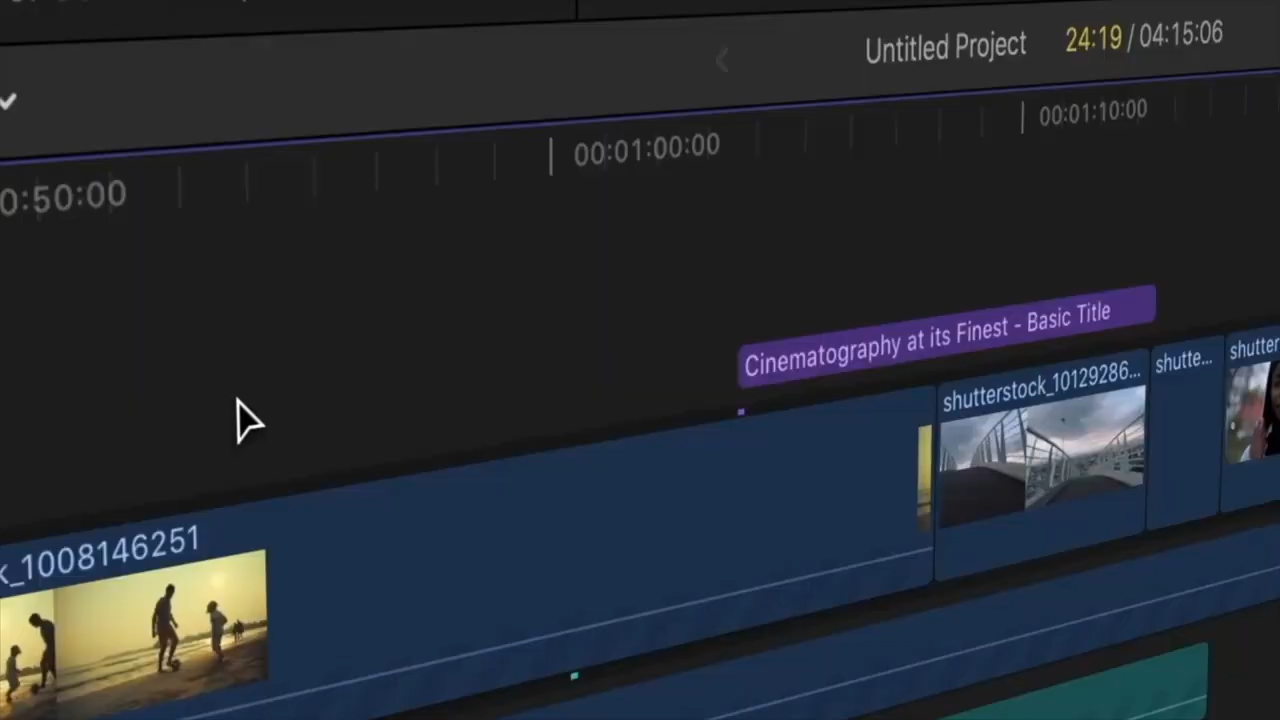 Untitled Project 24:19 / 04:15:06
0:50:00 00:01:00:00 00:01:10:00
Cinematography at its Finest - Basic Title
k_1008146251 shutterstock_10129286... shutte... shutter